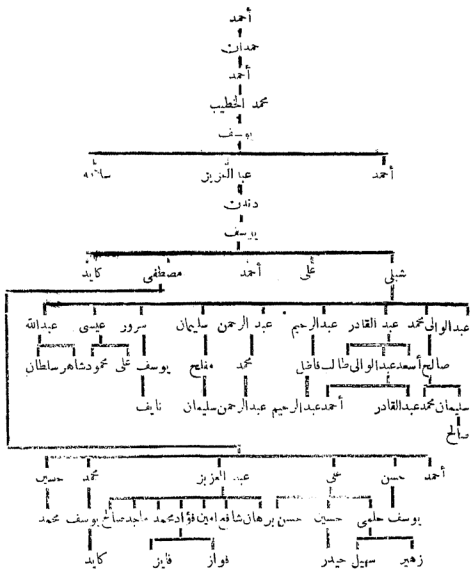 أحمد
حمدان
أحمد
محمد الخطيب
يوسف
أحمد عبد العزيز سلامه
دندن
يوسف
شبلي علي أحمد مصطفى كايد
عبد الوالي محمد عبد القادر عبد الرحيم عبد الرحمن سليمان سرور عيسى عبد الله
صالح أسعد عبد الوالي طالب فاضل محمد مفلح يوسف علي محمود شاهر سلطان
سليمان محمد عبد القادر أحمد عبد الرحيم عبد الرحمن سليمان نايف
صالح
أحمد حسن علي عبد العزيز محمد حسين
يوسف حلمي حسين حسن برهان شافع امين فؤاد محمد ماجد صالح يوسف محمد
زهير سهيل حيدر فواز فايز كايد